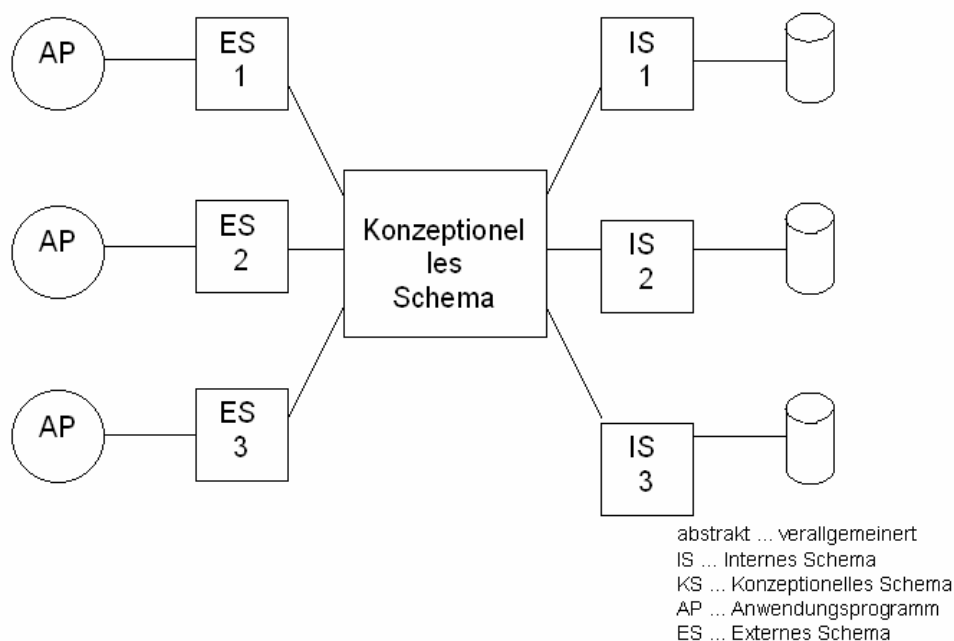 AP
ES
1
IS
1
AP
ES
2
Konzeptionel
les
Schema
IS
2
AP
ES
3
IS
3
abstrakt ... verallgemeinert
IS ... Internes Schema
KS ... Konzeptionelles Schema
AP ... Anwendungsprogramm
ES ... Externes Schema